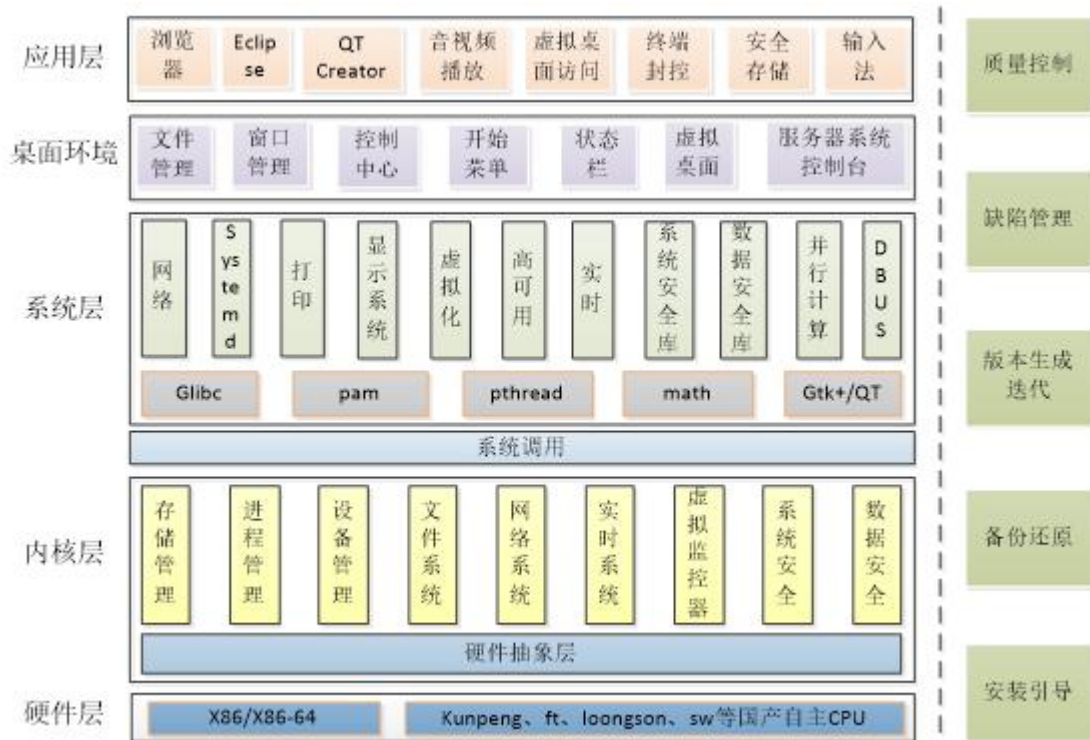 应用层
浏览
器
Eclip
se
QT
Creator
音视频
播放
虚拟桌
面访问
终端
封控
安全
存储
输入
法
桌面环境
文件
管理
窗口
管理
控制
中心
开始
菜单
状态
栏
虚拟
桌面
服务器系统
控制台
系统层
网络
Systemd
打印
显示系统
虚拟化
高可用
实时
系统安全库
数据安全库
并行计算
DBUS
Glibc
pam
pthread
math
Gtk+/QT
系统调用
内核层
存储管理
进程管理
设备管理
文件系统
网络系统
实时系统
虚拟监控器
系统安全
数据安全
硬件抽象层
硬件层
X86/X86-64
Kunpeng、ft、loongson、sw等国产自主CPU
质量控制
缺陷管理
版本生成
迭代
备份还原
安装引导